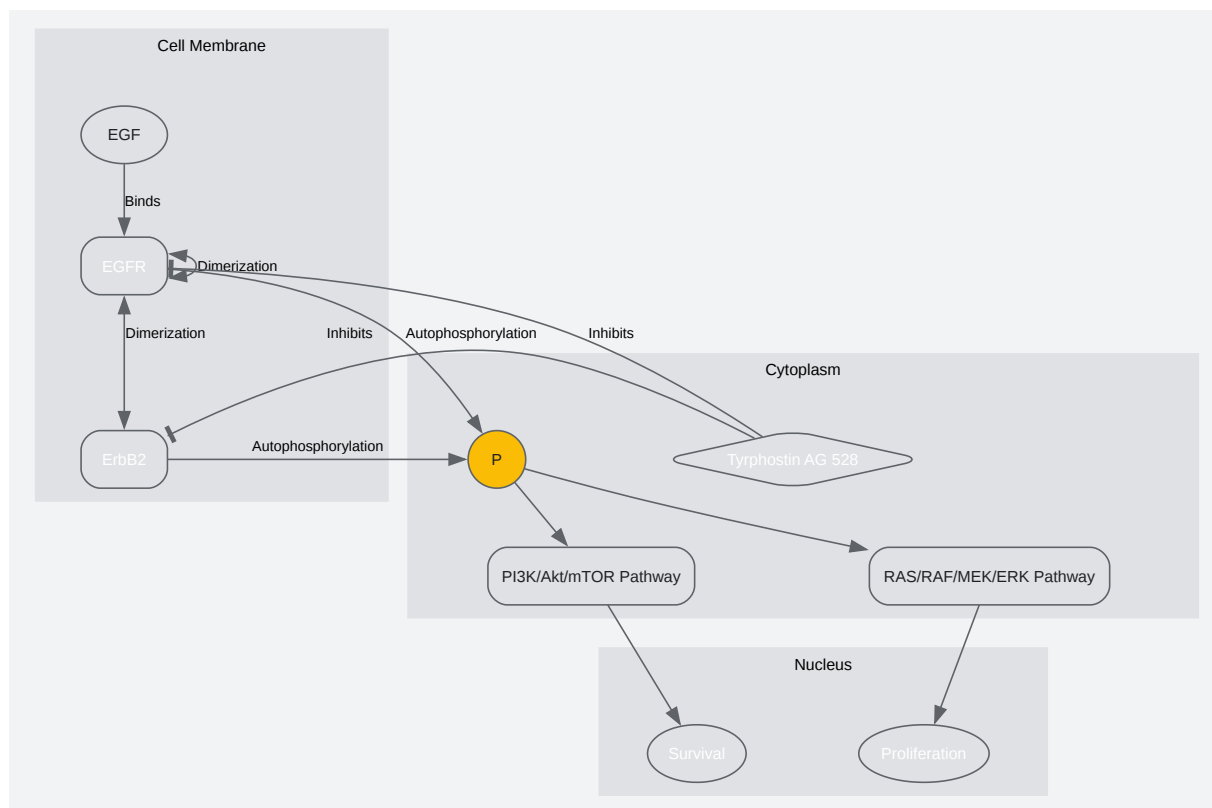 Cell Membrane
EGF
Binds
EGFR
Dimerization
Dimerization
Inhibits
Autophosphorylation
Inhibits
Cytoplasm
ErbB2
Autophosphorylation
P
Tyrphostin AG 528
PI3K/Akt/mTOR Pathway
RAS/RAF/MEK/ERK Pathway
Nucleus
Survival
Proliferation